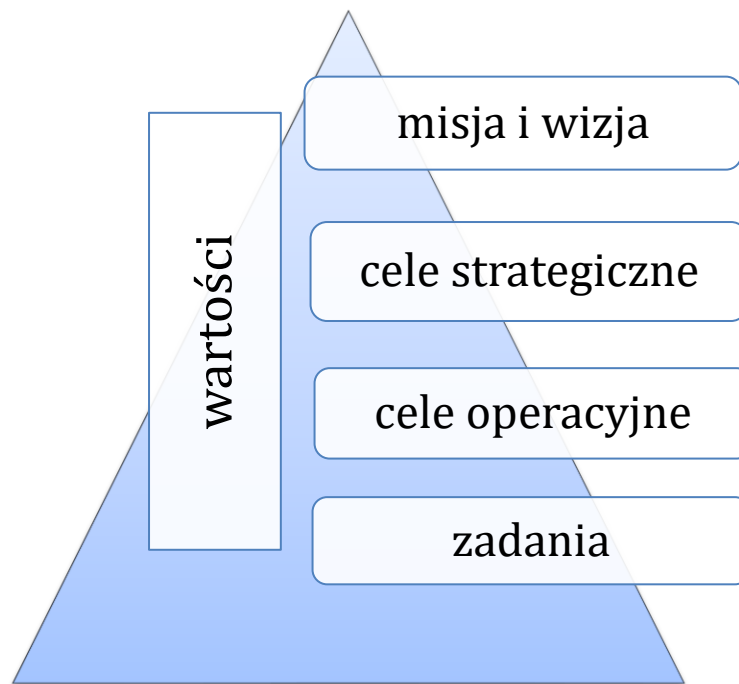 misja i wizja
wartości
cele strategiczne
cele operacyjne
zadania